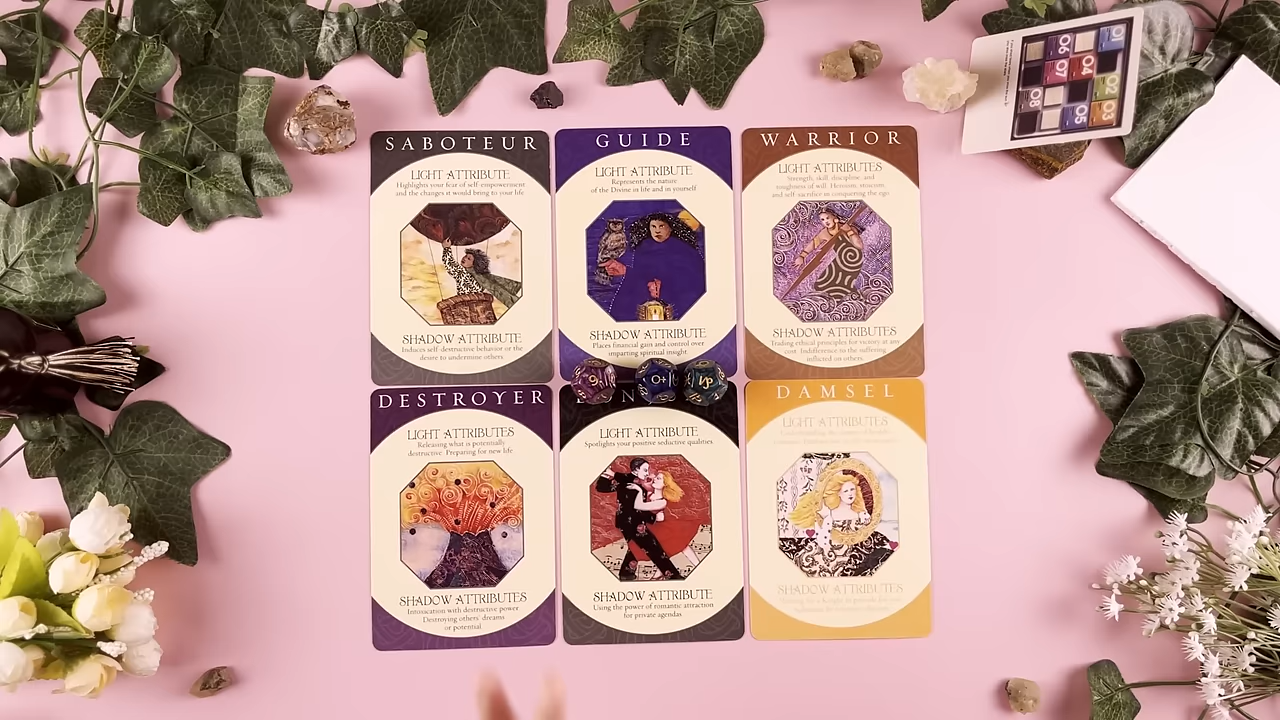 SABOTEUR
LIGHT ATTRIBUTE
Highlights your fear of self-empowerment
and the changes it would bring to your life
SHADOW ATTRIBUTE
Induces self-destructive behavior or the
desire to undermine others
GUIDE
LIGHT ATTRIBUTE
Represents the nature
of the Divine in life and in yourself
SHADOW ATTRIBUTE
Places financial gain and control over
imparting spiritual insight
WARRIOR
LIGHT ATTRIBUTES
Strength, skill, discipline, and
toughness of will. Heroism, stoicism,
and self-sacrifice in conquering the ego
SHADOW ATTRIBUTES
Trading ethical principles for victory at any
cost. Indifference to the suffering
inflicted on others.
DESTROYER
LIGHT ATTRIBUTES
Releasing what is potentially
destructive. Preparing for new life
SHADOW ATTRIBUTES
Intoxication with destructive power
Destroying others' dreams
or potential
LIGHT ATTRIBUTE
Spotlights your positive seductive qualities.
SHADOW ATTRIBUTE
Using the power of romantic attraction
for private agendas
DAMSEL
LIGHT ATTRIBUTES
SHADOW ATTRIBUTES
01
02
03
04
05
06
07
08